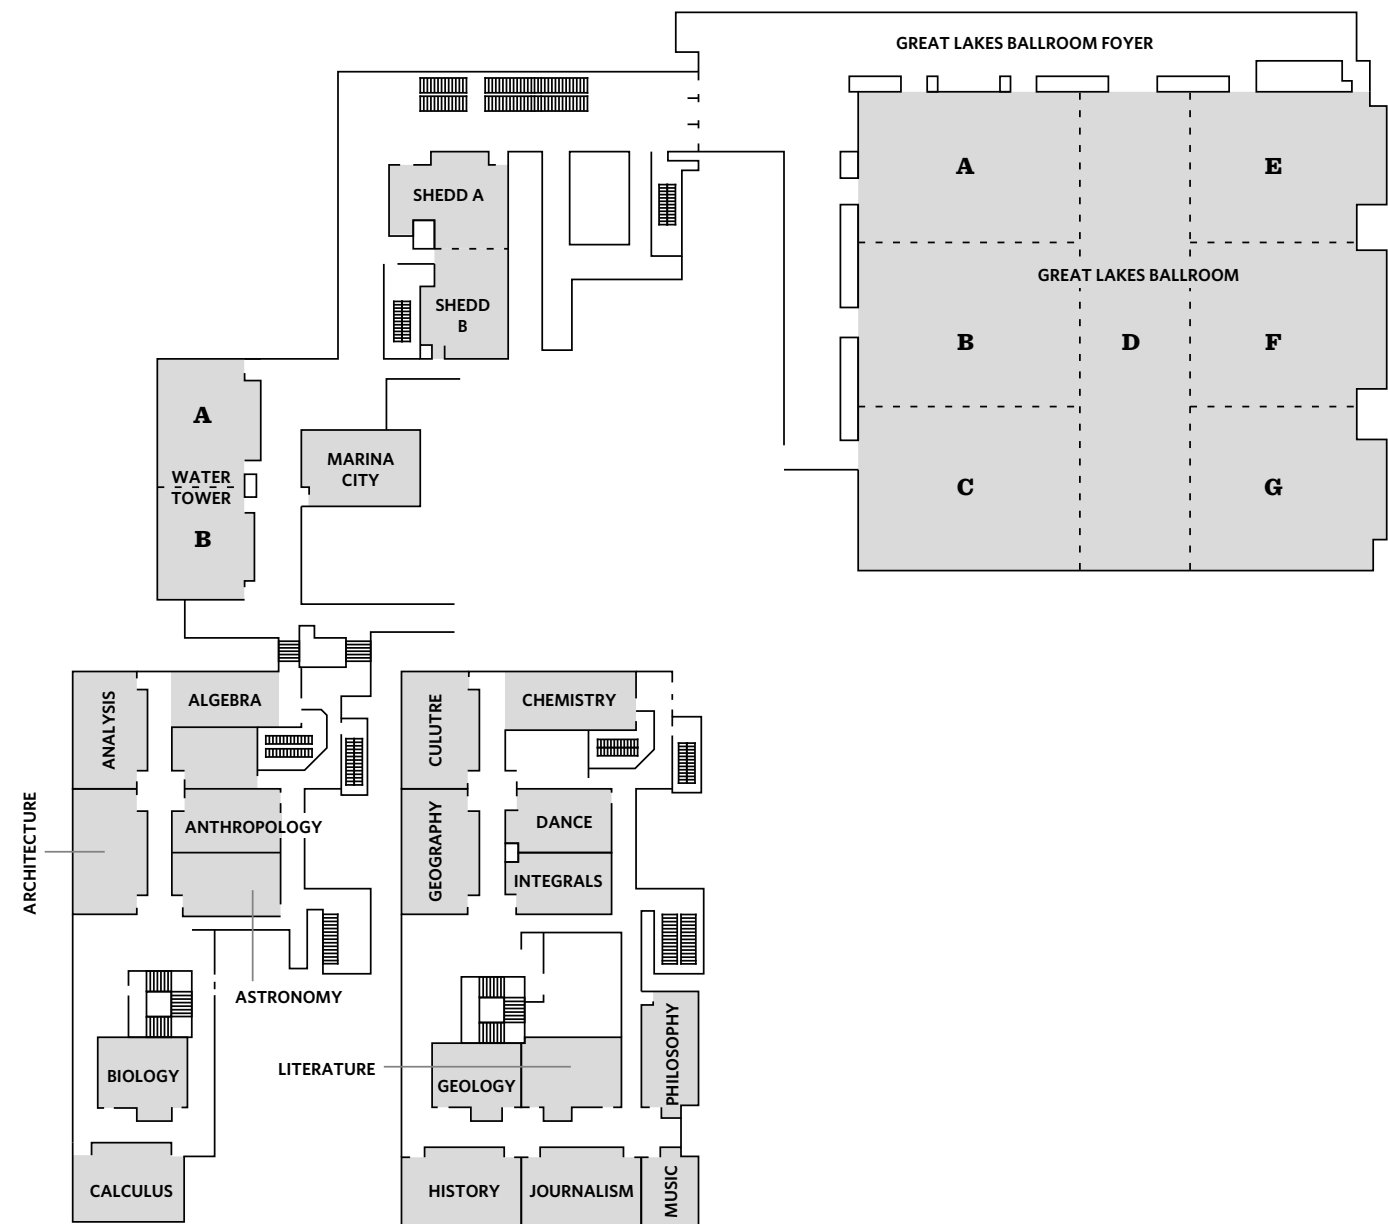 GREAT LAKES BALLROOM FOYER
A
E
SHEDD A
GREAT LAKES BALLROOM
SHEDD
B
B
D
F
A
MARINA
CITY
WATER
TOWER
C
G
B
ANALYSIS
ALGEBRA
CULUTRE
CHEMISTRY
ARCHITECTURE
ANTHROPOLOGY
GEOGRAPHY
DANCE
INTEGRALS
ASTRONOMY
BIOLOGY
LITERATURE
GEOLOGY
PHILOSOPHY
CALCULUS
HISTORY
JOURNALISM
MUSIC